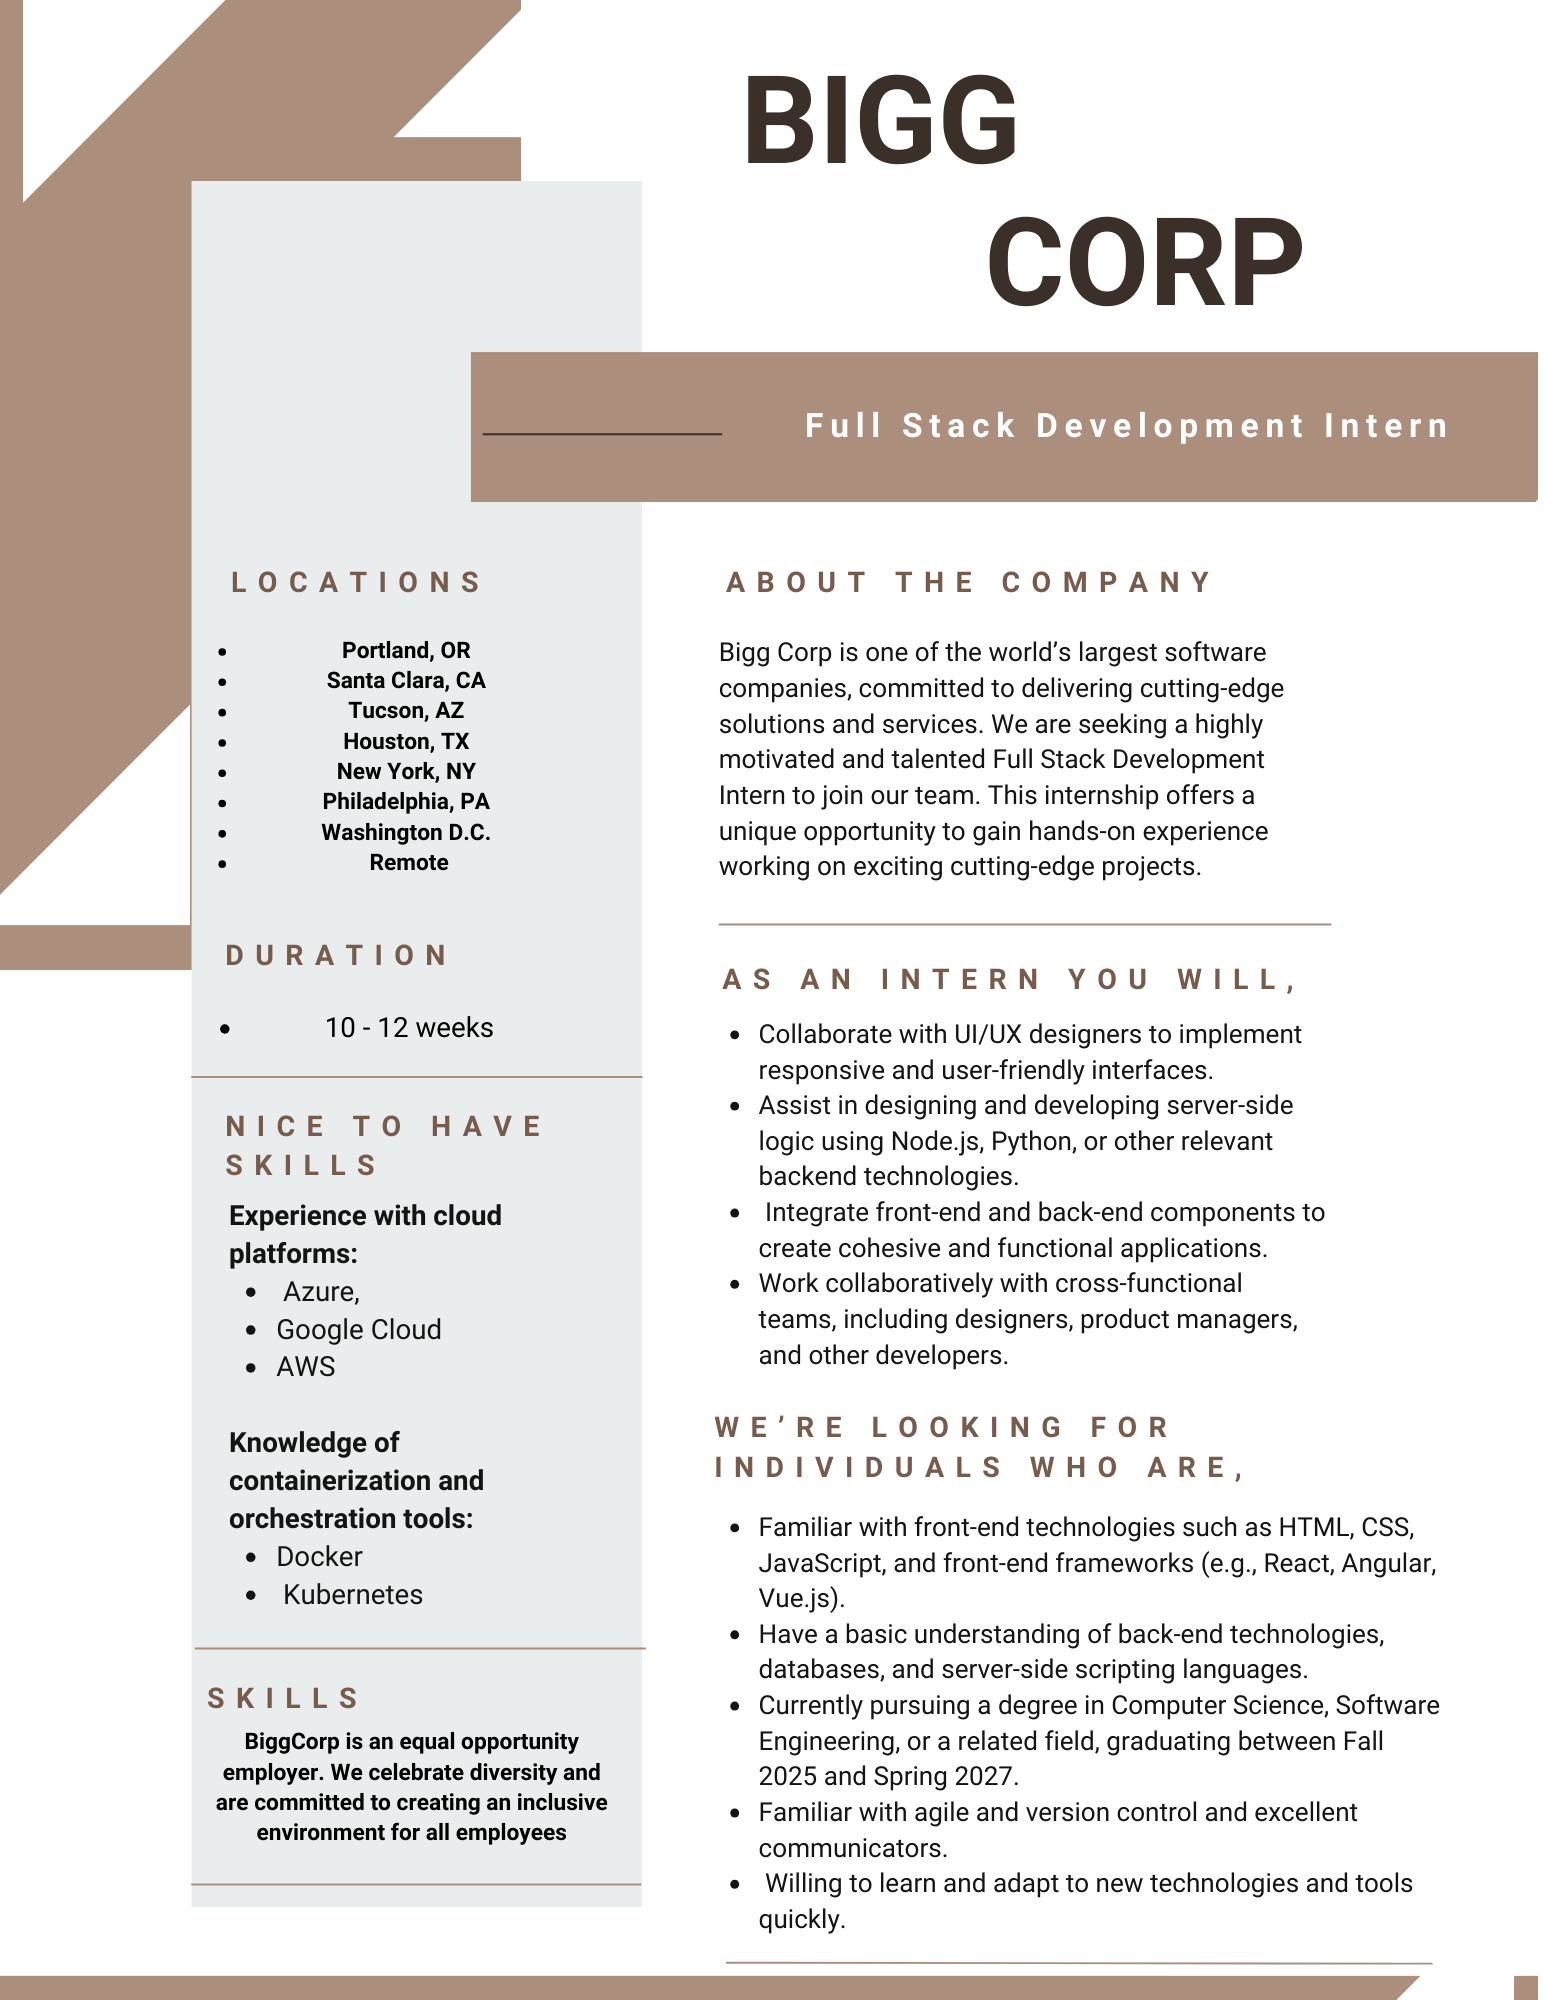 BIGG
CORP
Full Stack Development Intern
LOCATIONS
• Portland, OR
• Santa Clara, CA
• Tucson, AZ
• Houston, TX
• New York, NY
• Philadelphia, PA
• Washington D.C.
• Remote
DURATION
• 10 - 12 weeks
NICE TO HAVE
SKILLS
Experience with cloud
platforms:
• Azure,
• Google Cloud
• AWS
Knowledge of
containerization and
orchestration tools:
• Docker
• Kubernetes
SKILLS
BiggCorp is an equal opportunity
employer. We celebrate diversity and
are committed to creating an inclusive
environment for all employees
ABOUT THE COMPANY
Bigg Corp is one of the world’s largest software
companies, committed to delivering cutting-edge
solutions and services. We are seeking a highly
motivated and talented Full Stack Development
Intern to join our team. This internship offers a
unique opportunity to gain hands-on experience
working on exciting cutting-edge projects.
AS AN INTERN YOU WILL,
• Collaborate with UI/UX designers to implement
responsive and user-friendly interfaces.
• Assist in designing and developing server-side
logic using Node.js, Python, or other relevant
backend technologies.
• Integrate front-end and back-end components to
create cohesive and functional applications.
• Work collaboratively with cross-functional
teams, including designers, product managers,
and other developers.
WE’RE LOOKING FOR
INDIVIDUALS WHO ARE,
• Familiar with front-end technologies such as HTML, CSS,
JavaScript, and front-end frameworks (e.g., React, Angular,
Vue.js).
• Have a basic understanding of back-end technologies,
databases, and server-side scripting languages.
• Currently pursuing a degree in Computer Science, Software
Engineering, or a related field, graduating between Fall
2025 and Spring 2027.
• Familiar with agile and version control and excellent
communicators.
• Willing to learn and adapt to new technologies and tools
quickly.